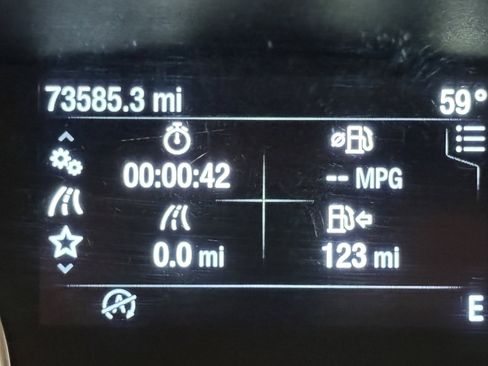 73585.3 mi 59°
00:00:42 -- MPG
0.0 mi 123 mi
A E